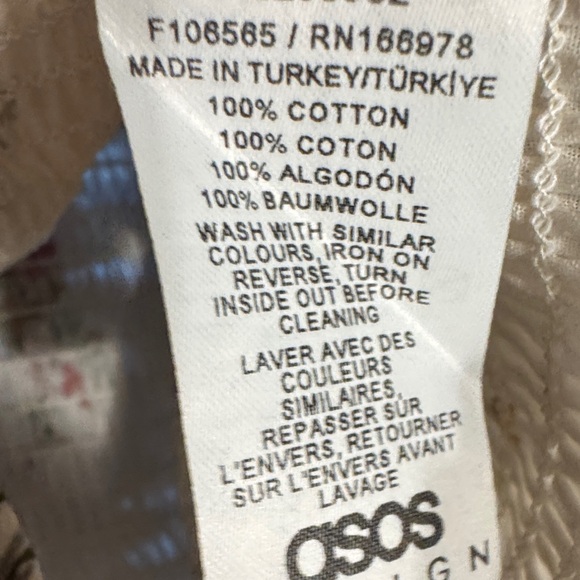 F106565 / RN166978
MADE IN TURKEY/TÜRKİYE
100% COTTON
100% COTON
100% ALGODÓN
100% BAUMWOLLE
WASH WITH SIMILAR
COLOURS, IRON ON
REVERSE, TURN
INSIDE OUT BEFORE
CLEANING
LAVER AVEC DES
COULEURS
SIMILAIRES,
REPASSER SUR
L'ENVERS, RETOURNER
SUR L'ENVERS AVANT
LAVAGE
asos